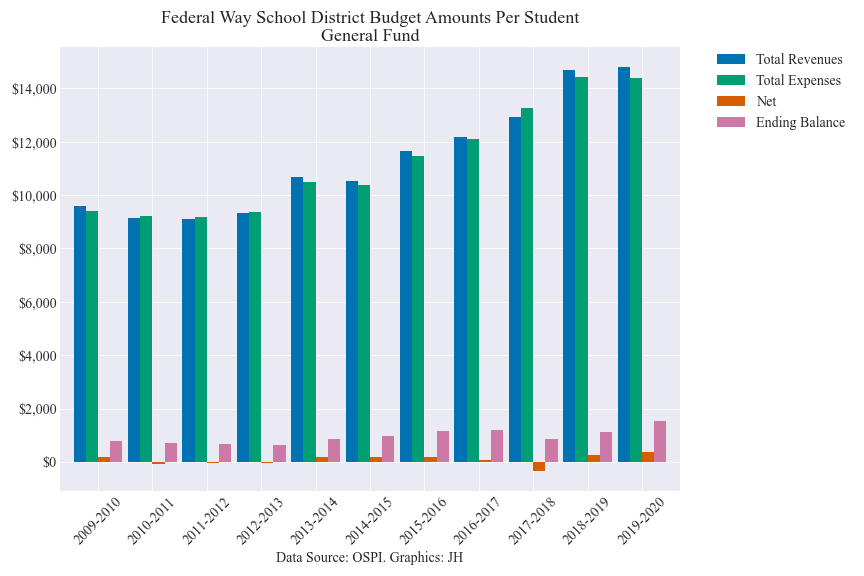 Federal Way School District Budget Amounts Per Student
General Fund
Total Revenues
Total Expenses
Net
Ending Balance
$14,000
$12,000
$10,000
$8,000
$6,000
$4,000
$2,000
$0
2009-2010
2010-2011
2011-2012
2012-2013
2013-2014
2014-2015
2015-2016
2016-2017
2017-2018
2018-2019
2019-2020
Data Source: OSPI. Graphics: JH